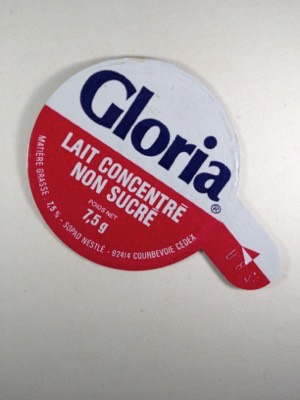 Gloria®
LAIT CONCENTRÉ
NON SUCRÉ
POIDS NET
7,5 g
MATIÈRE GRASSE 7,5% - SOPAD NESTLÉ - 92414 COURBEVOIE CEDEX